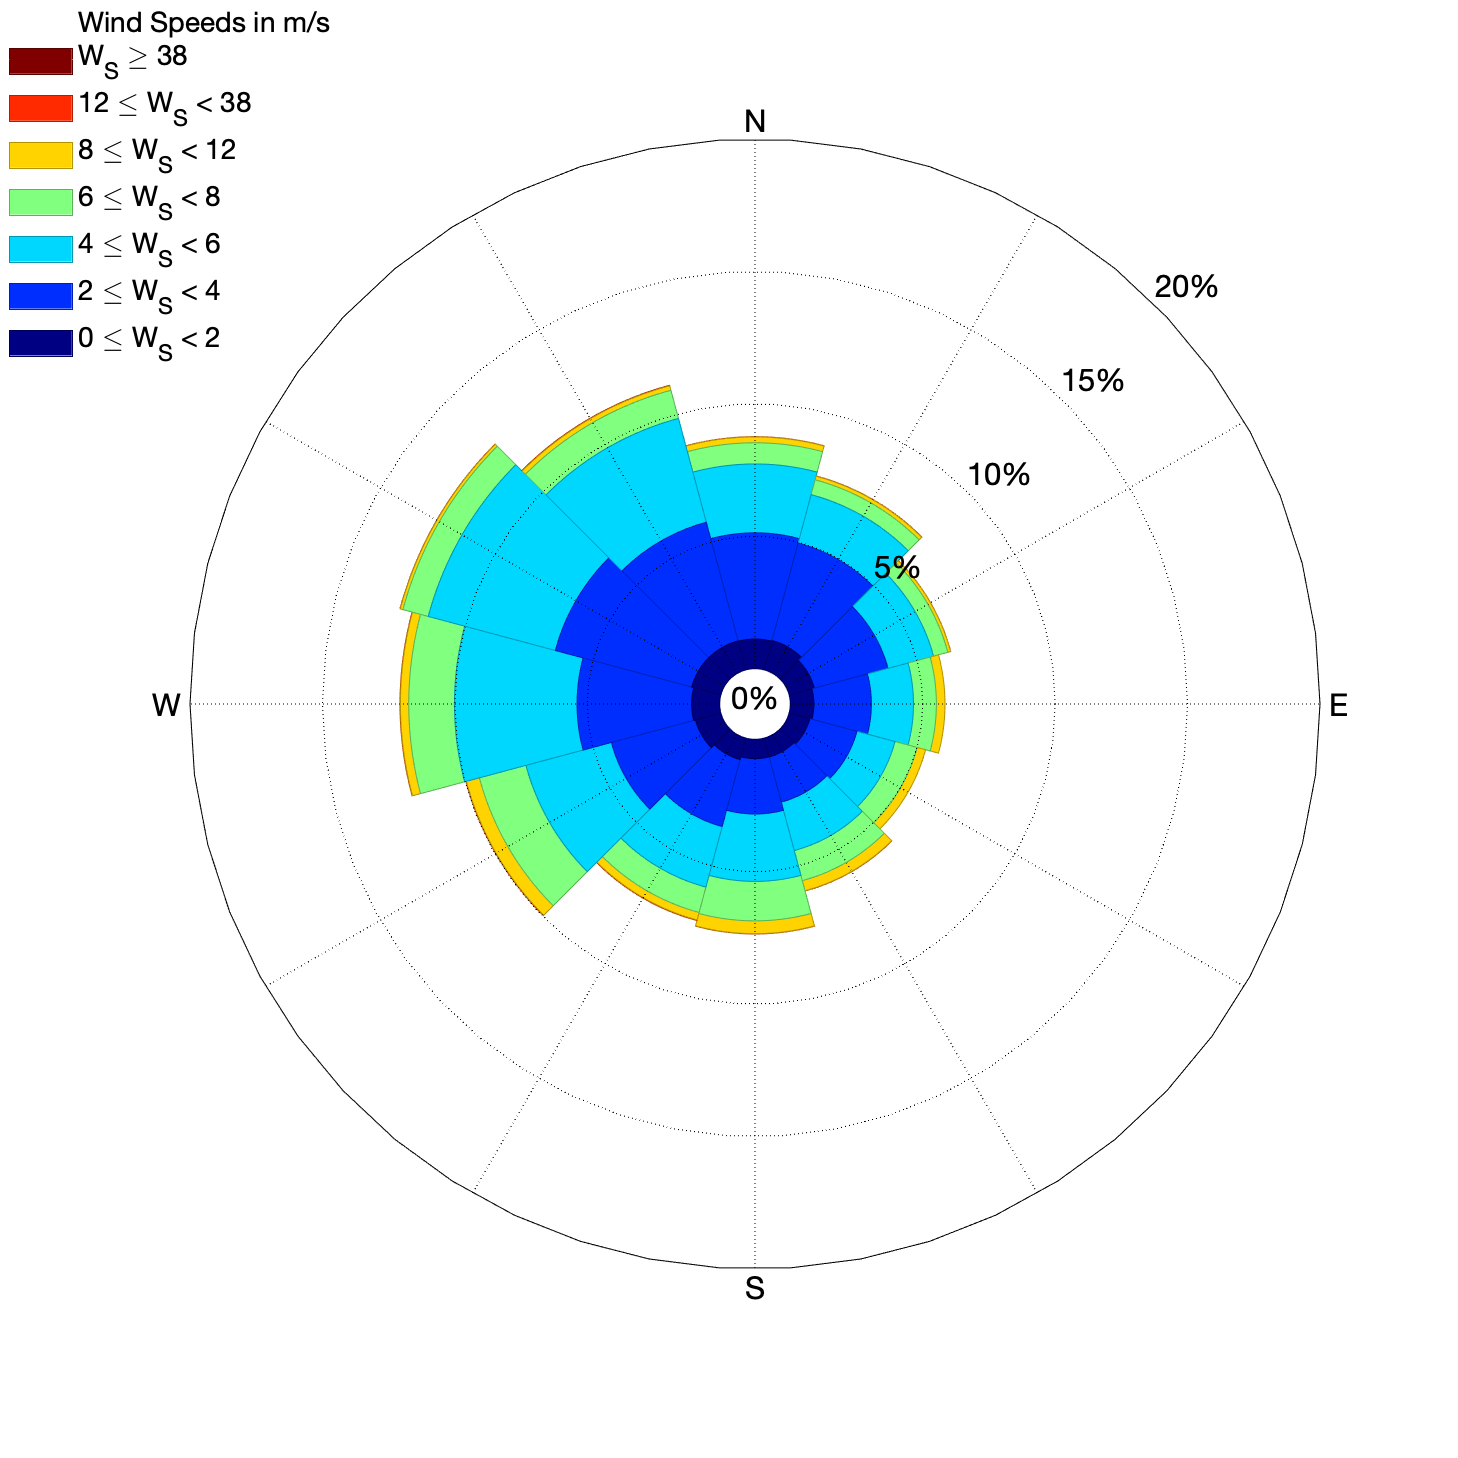 Wind Speeds in m/s
W_S ≥ 38
12 ≤ W_S < 38
8 ≤ W_S < 12
6 ≤ W_S < 8
4 ≤ W_S < 6
2 ≤ W_S < 4
0 ≤ W_S < 2
N
20%
15%
10%
5%
0%
W
E
S